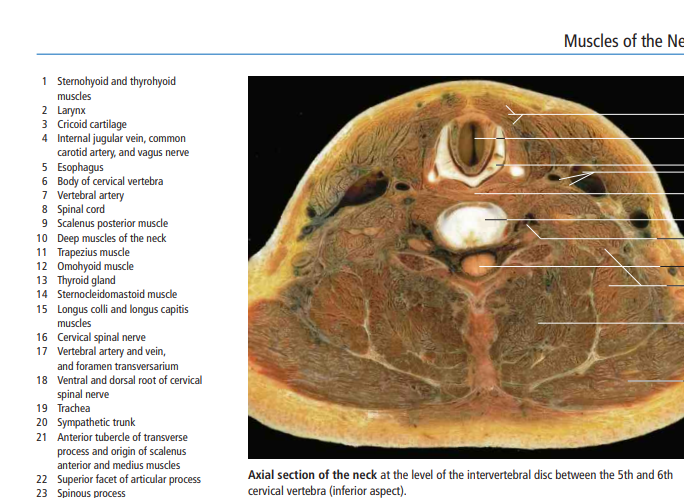 Muscles of the Ne
1 Sternohyoid and thyrohyoid
muscles
2 Larynx
3 Cricoid cartilage
4 Internal jugular vein, common
carotid artery, and vagus nerve
5 Esophagus
6 Body of cervical vertebra
7 Vertebral artery
8 Spinal cord
9 Scalenus posterior muscle
10 Deep muscles of the neck
11 Trapezius muscle
12 Omohyoid muscle
13 Thyroid gland
14 Sternocleidomastoid muscle
15 Longus colli and longus capitis
muscles
16 Cervical spinal nerve
17 Vertebral artery and vein,
and foramen transversarium
18 Ventral and dorsal root of cervical
spinal nerve
19 Trachea
20 Sympathetic trunk
21 Anterior tubercle of transverse
process and origin of scalenus
anterior and medius muscles
22 Superior facet of articular process
23 Spinous process
Axial section of the neck at the level of the intervertebral disc between the 5th and 6th
cervical vertebra (inferior aspect).